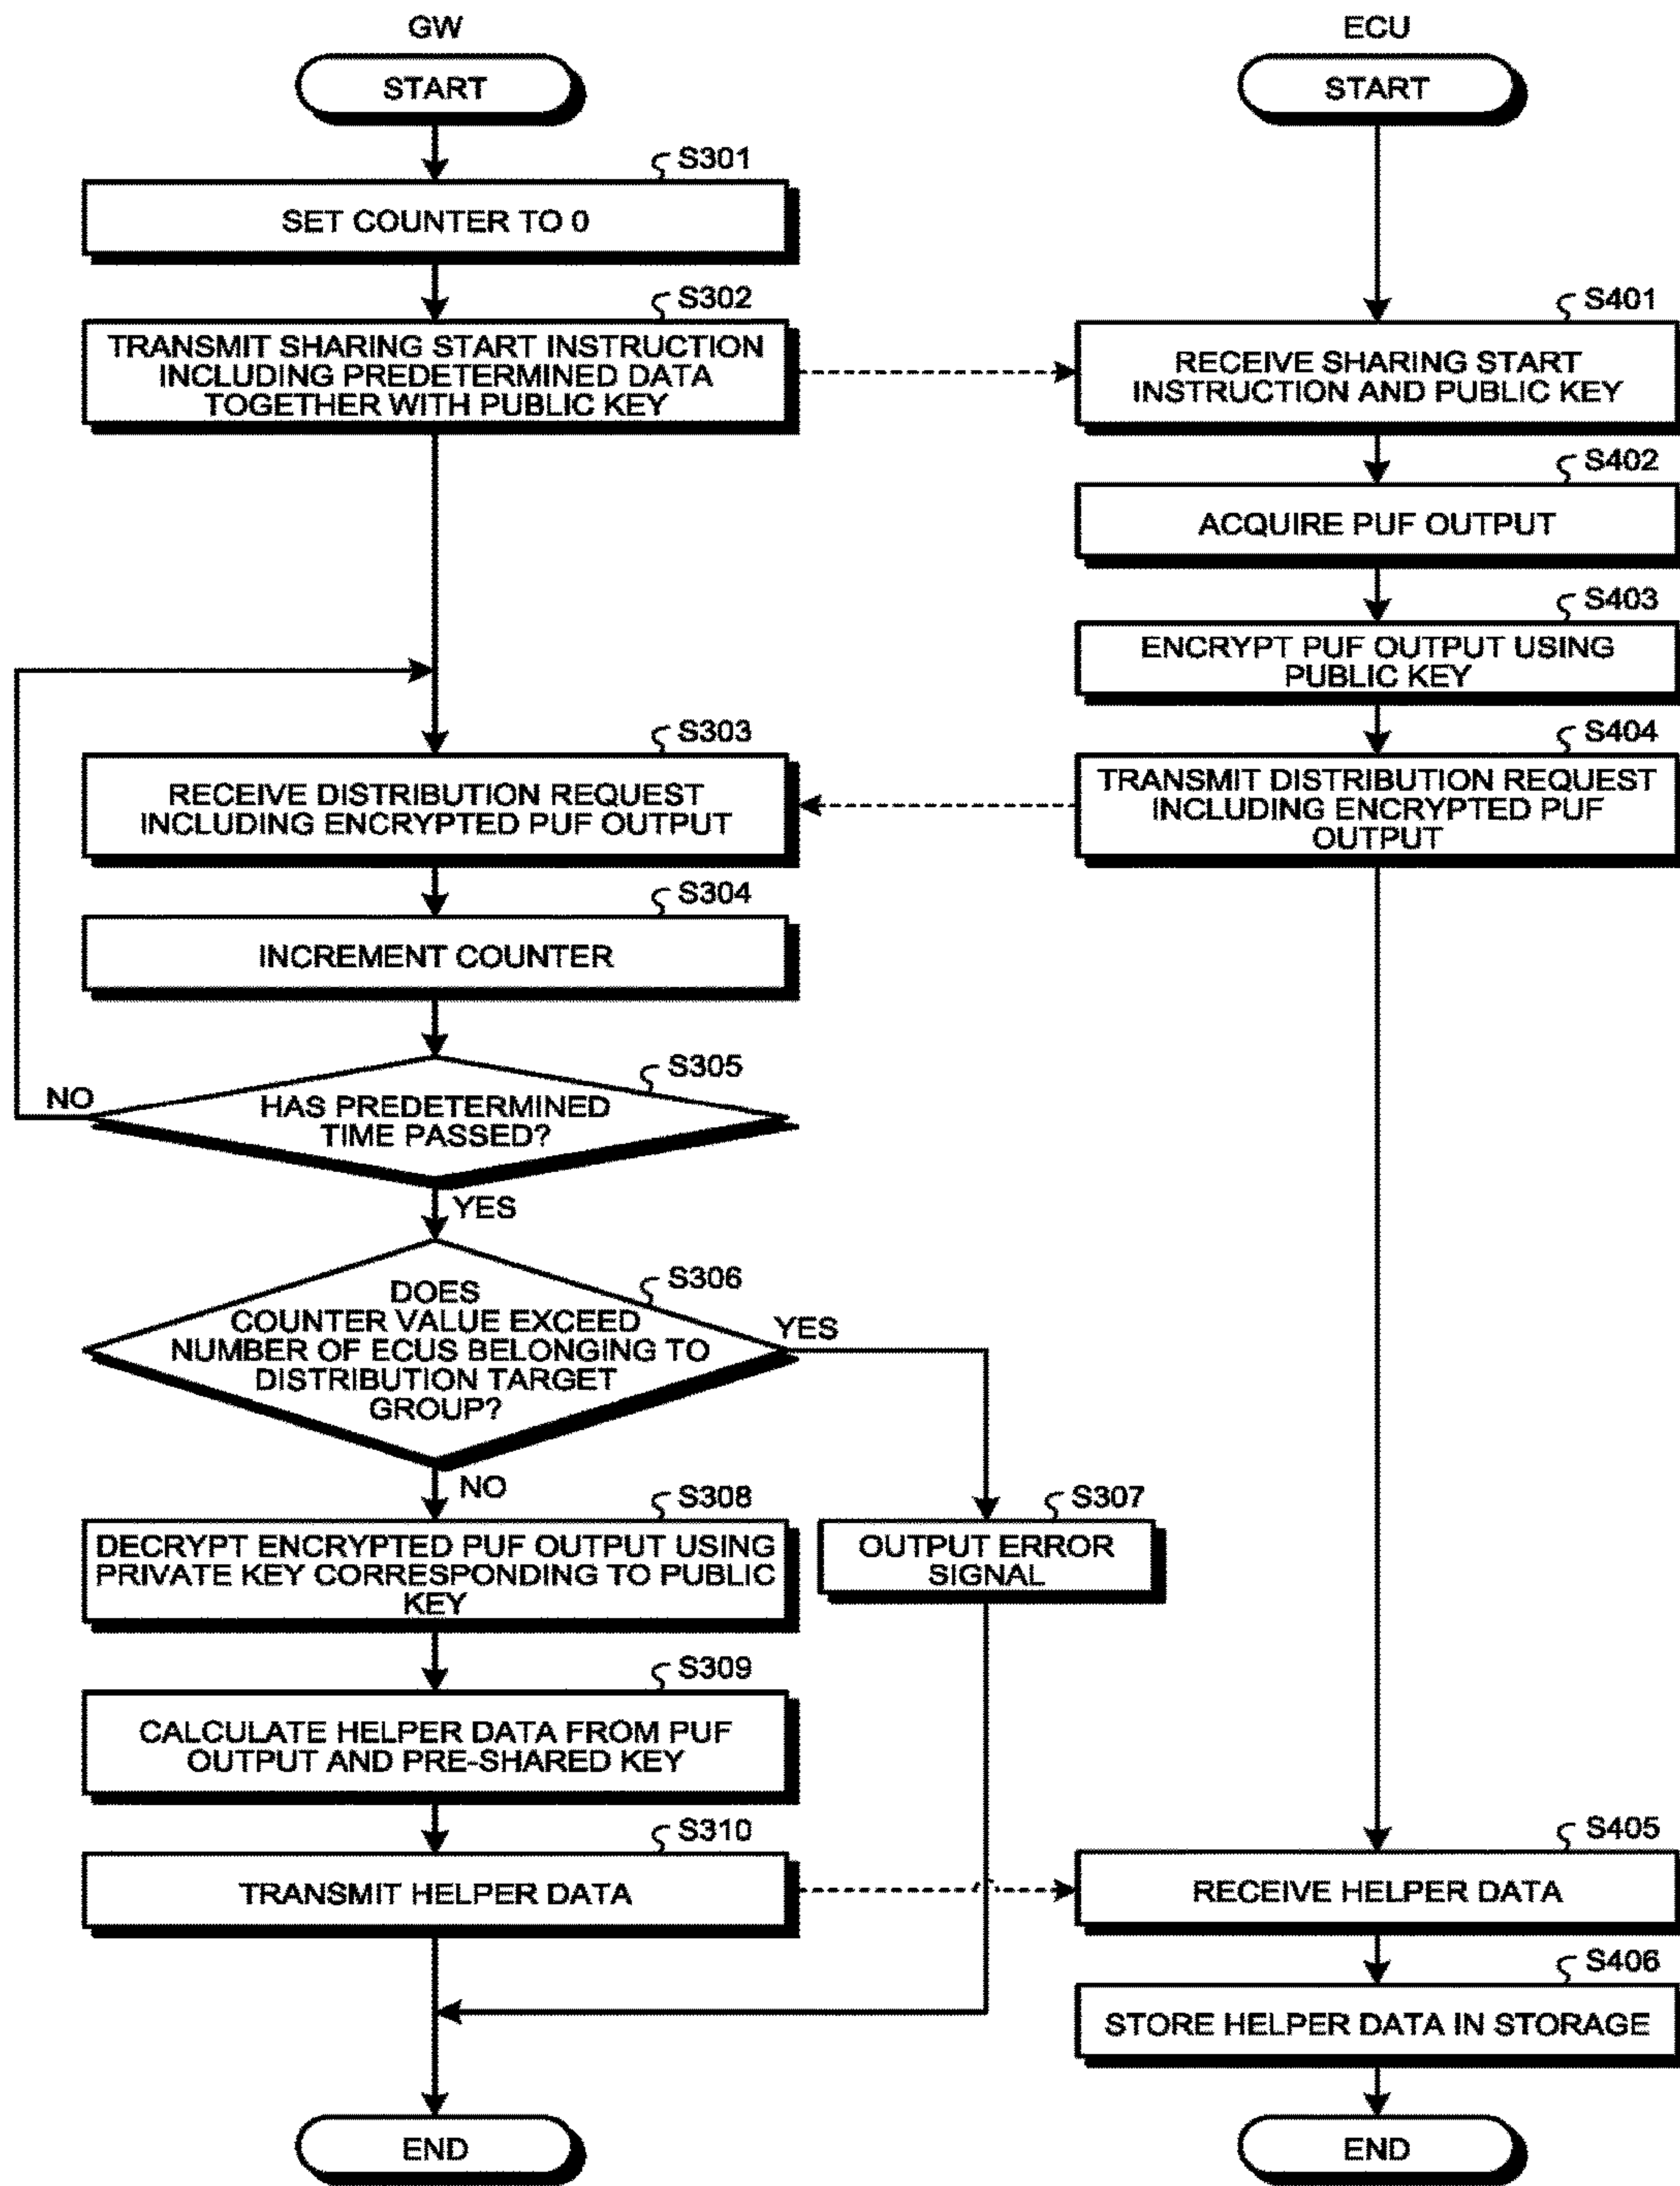 GW
START
S301
SET COUNTER TO 0
S302
TRANSMIT SHARING START INSTRUCTION
INCLUDING PREDETERMINED DATA
TOGETHER WITH PUBLIC KEY
S303
RECEIVE DISTRIBUTION REQUEST
INCLUDING ENCRYPTED PUF OUTPUT
S304
INCREMENT COUNTER
S305
HAS PREDETERMINED
TIME PASSED?
NO
YES
S306
DOES
COUNTER VALUE EXCEED
NUMBER OF ECUS BELONGING TO
DISTRIBUTION TARGET
GROUP?
YES
NO
S307
OUTPUT ERROR
SIGNAL
S308
DECRYPT ENCRYPTED PUF OUTPUT USING
PRIVATE KEY CORRESPONDING TO PUBLIC
KEY
S309
CALCULATE HELPER DATA FROM PUF
OUTPUT AND PRE-SHARED KEY
S310
TRANSMIT HELPER DATA
END
ECU
START
S401
RECEIVE SHARING START
INSTRUCTION AND PUBLIC KEY
S402
ACQUIRE PUF OUTPUT
S403
ENCRYPT PUF OUTPUT USING
PUBLIC KEY
S404
TRANSMIT DISTRIBUTION REQUEST
INCLUDING ENCRYPTED PUF
OUTPUT
S405
RECEIVE HELPER DATA
S406
STORE HELPER DATA IN STORAGE
END